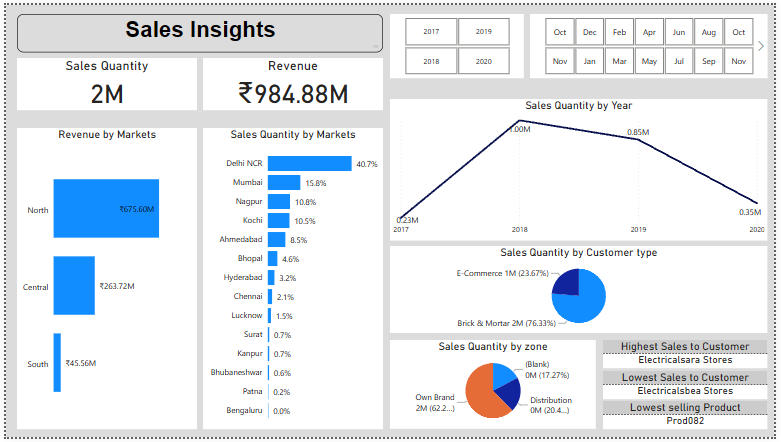 Sales Insights
Sales Quantity
2M
Revenue
₹984.88M
2017 2019
2018 2020
Oct Dec Feb Apr Jun Aug Oct
Nov Jan Mar May Jul Sep Nov
Revenue by Markets
North ₹675.60M
Central ₹263.72M
South ₹45.56M
Sales Quantity by Markets
Delhi NCR 40.7%
Mumbai 15.8%
Nagpur 10.8%
Kochi 10.5%
Ahmedabad 8.5%
Bhopal 4.6%
Hyderabad 3.2%
Chennai 2.1%
Lucknow 1.5%
Surat 0.7%
Kanpur 0.7%
Bhubaneshwar 0.6%
Patna 0.2%
Bengaluru 0.0%
Sales Quantity by Year
1.00M
0.85M
0.35M
0.23M
2017 2018 2019 2020
Sales Quantity by Customer type
E-Commerce 1M (23.67%)
Brick & Mortar 2M (76.33%)
Sales Quantity by zone
(Blank)
0M (17.27%)
Own Brand
2M (62.2...)
Distribution
0M (20.4...)
Highest Sales to Customer
Electricalsara Stores
Lowest Sales to Customer
Electricalsbea Stores
Lowest selling Product
Prod082